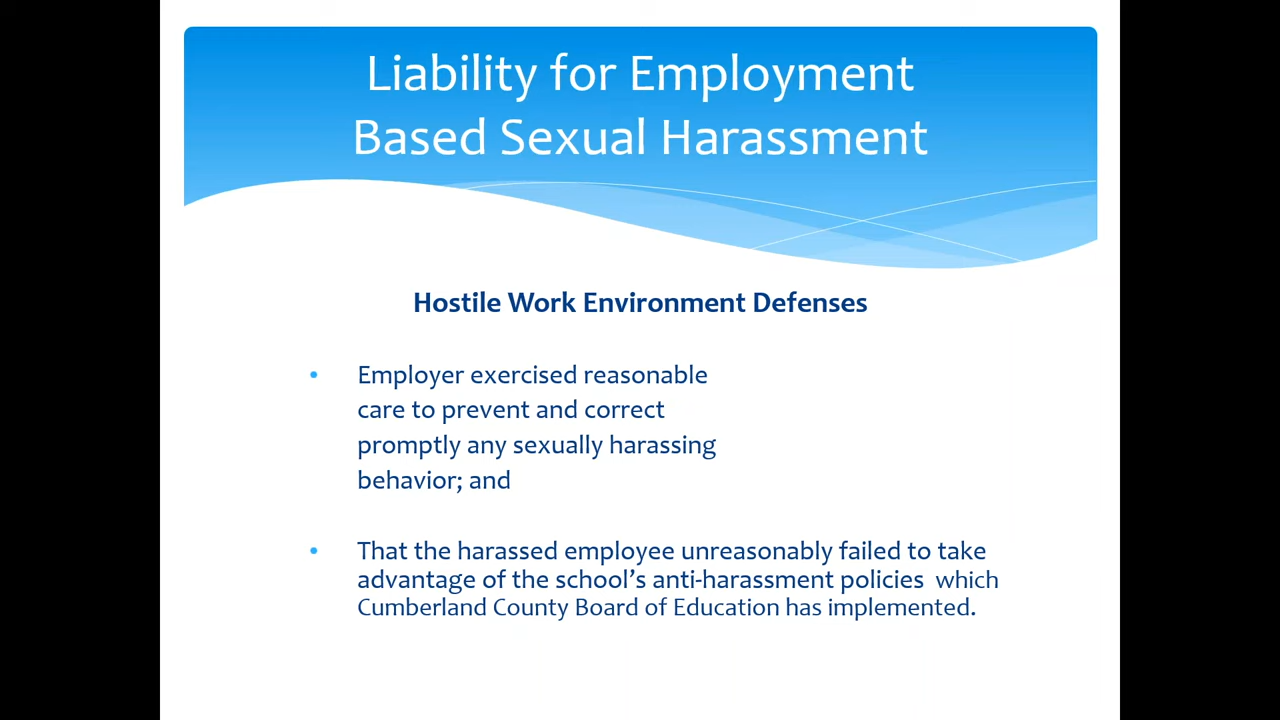 Liability for Employment
Based Sexual Harassment
Hostile Work Environment Defenses
• Employer exercised reasonable
care to prevent and correct
promptly any sexually harassing
behavior; and
• That the harassed employee unreasonably failed to take
advantage of the school’s anti-harassment policies which
Cumberland County Board of Education has implemented.